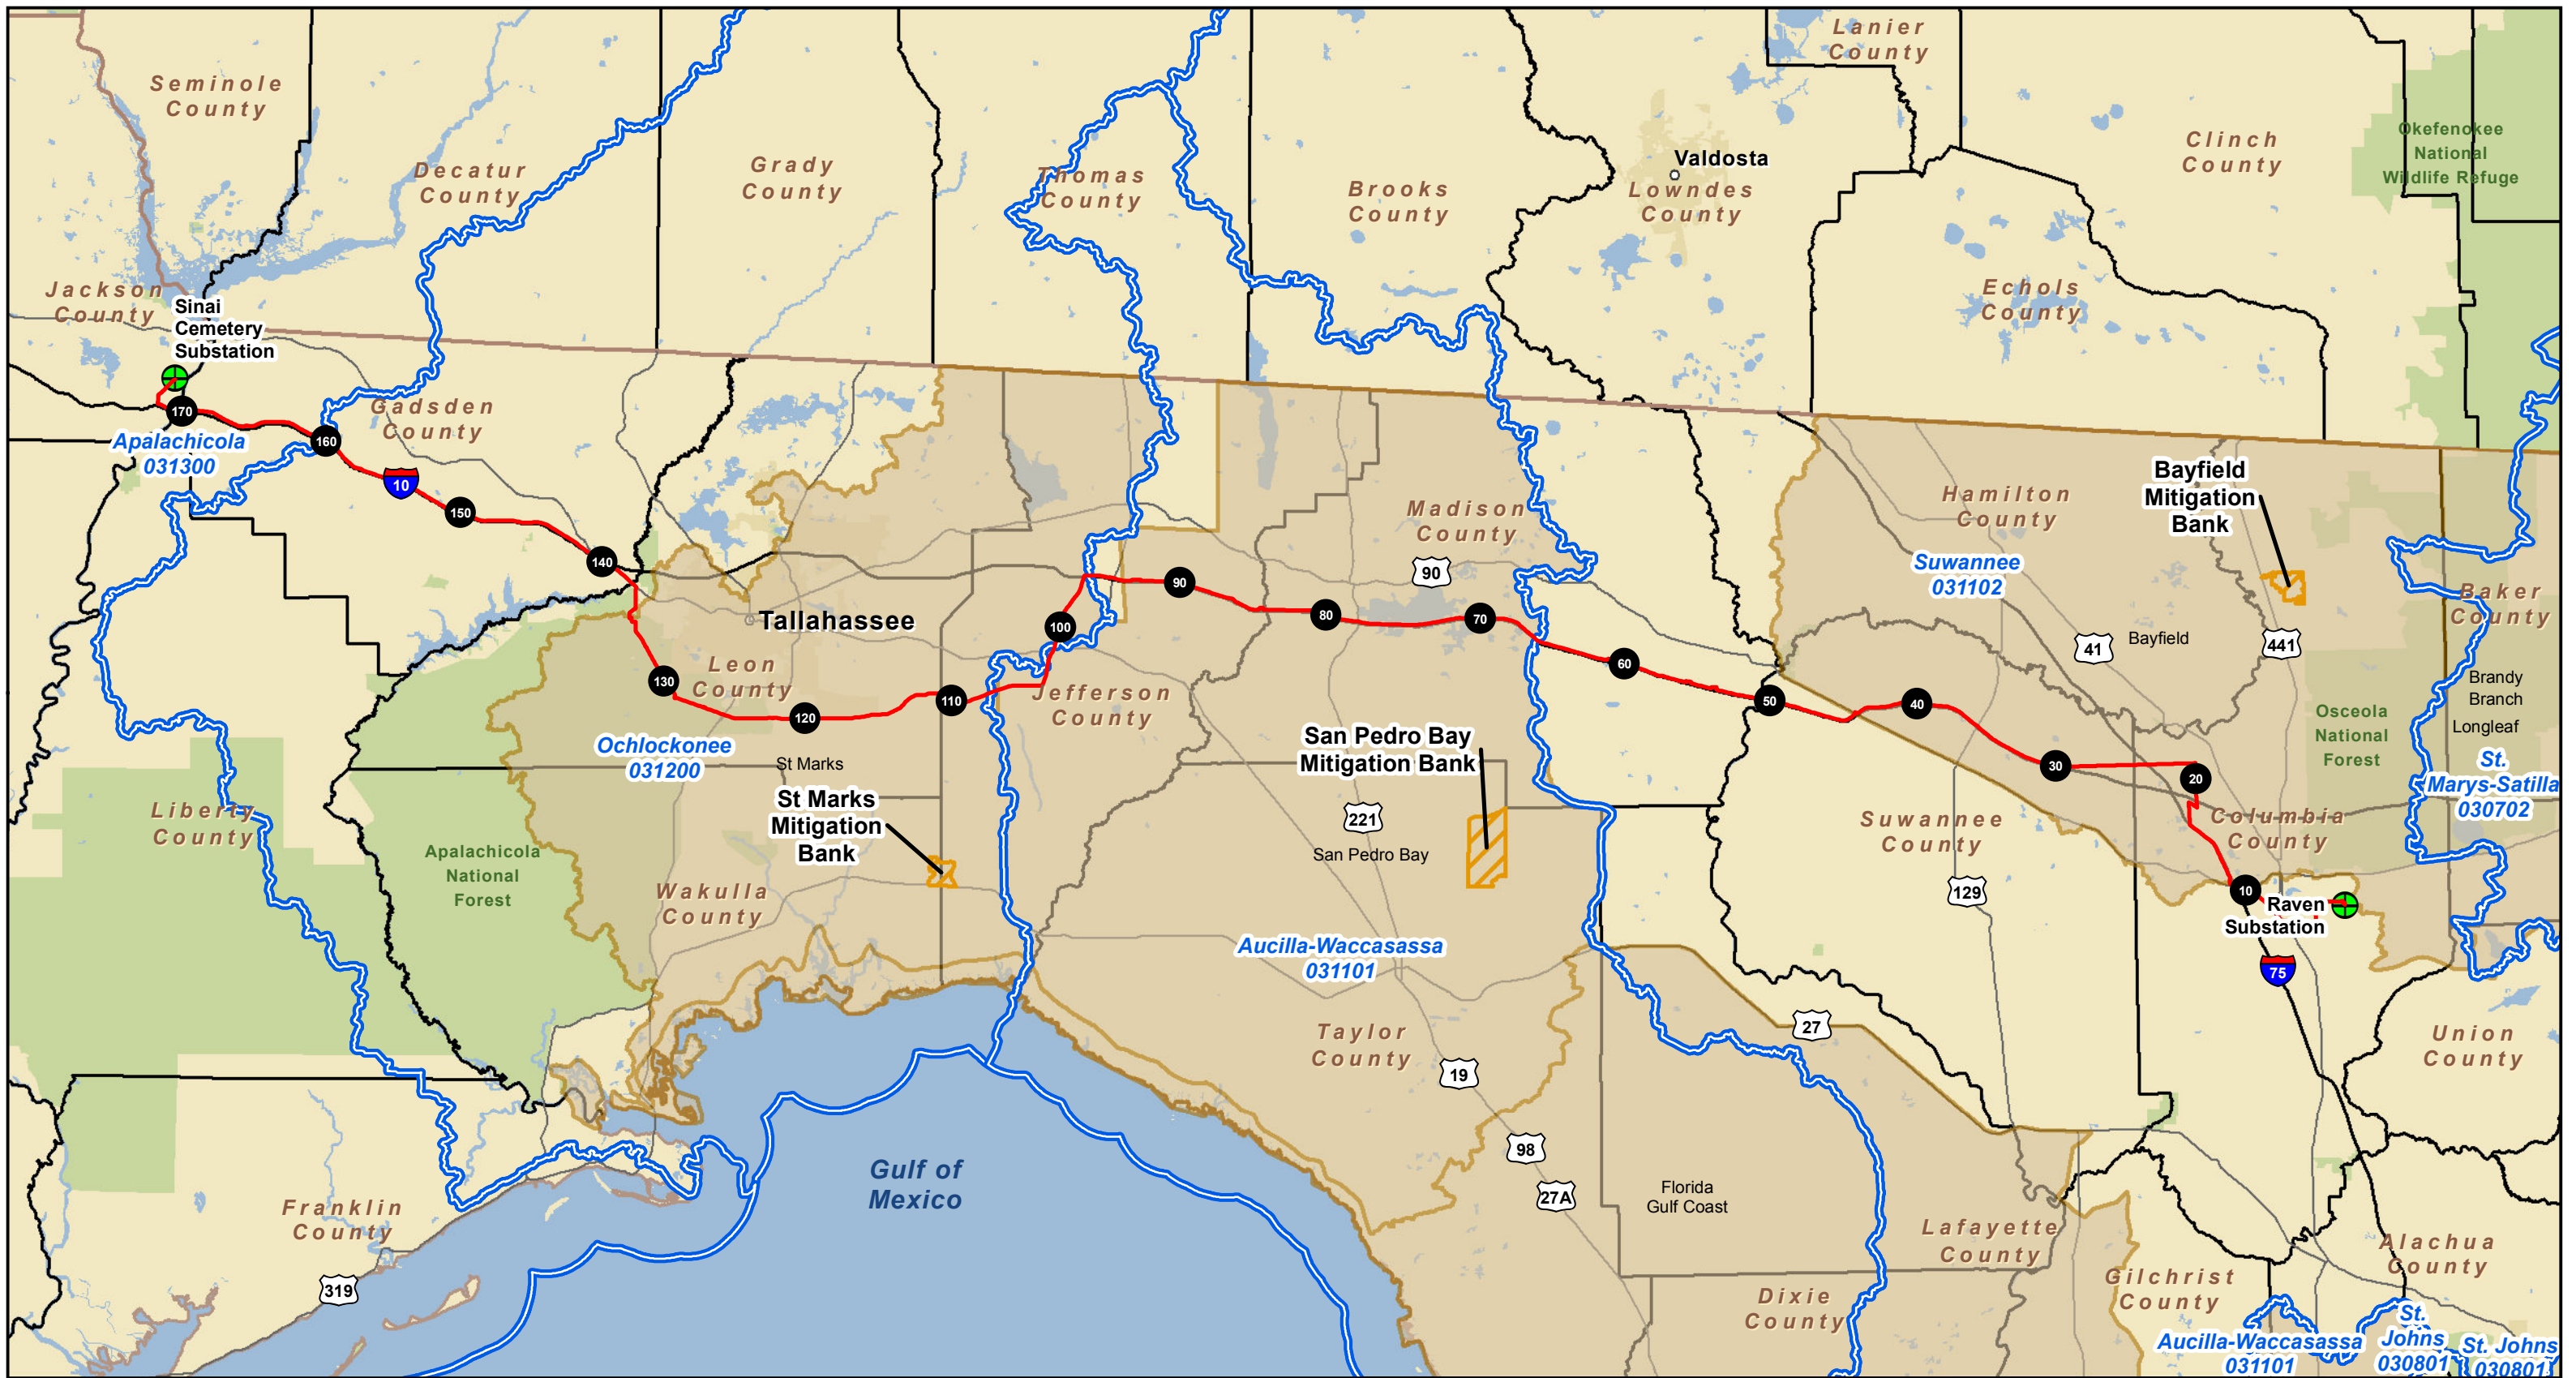 Lanier
County
Seminole
County
Okefenokee
National
Wildlife Refuge
Clinch
County
Valdosta
Decatur
County
Grady
County
Thomas
County
Brooks
County
Lowndes
County
Jackson
County
Sinai
Cemetery
Substation
Echols
County
170
Gadsden
County
Apalachicola
031300
160
10
150
140
Madison
County
Hamilton
County
Bayfield
Mitigation
Bank
Suwannee
031102
90
90
80
70
100
Tallahassee
Baker
County
41
Bayfield
441
Leon
County
130
120
110
Jefferson
County
60
50
40
Brandy
Branch
Longleaf
Osceola
National
Forest
Ochlockonee
031200
St Marks
San Pedro Bay
Mitigation Bank
30
20
St.
Marys-Satilla
030702
St Marks
Mitigation
Bank
Liberty
County
221
San Pedro Bay
Suwannee
County
Columbia
County
Apalachicola
National
Forest
Wakulla
County
129
10
Raven
Substation
Aucilla-Waccasassa
031101
75
Taylor
County
27
Union
County
19
98
27A
Gulf of
Mexico
Florida
Gulf Coast
Franklin
County
319
Lafayette
County
Alachua
County
Gilchrist
County
Dixie
County
Aucilla-Waccasassa
031101
St.
Johns
030801
St. Johns
030801